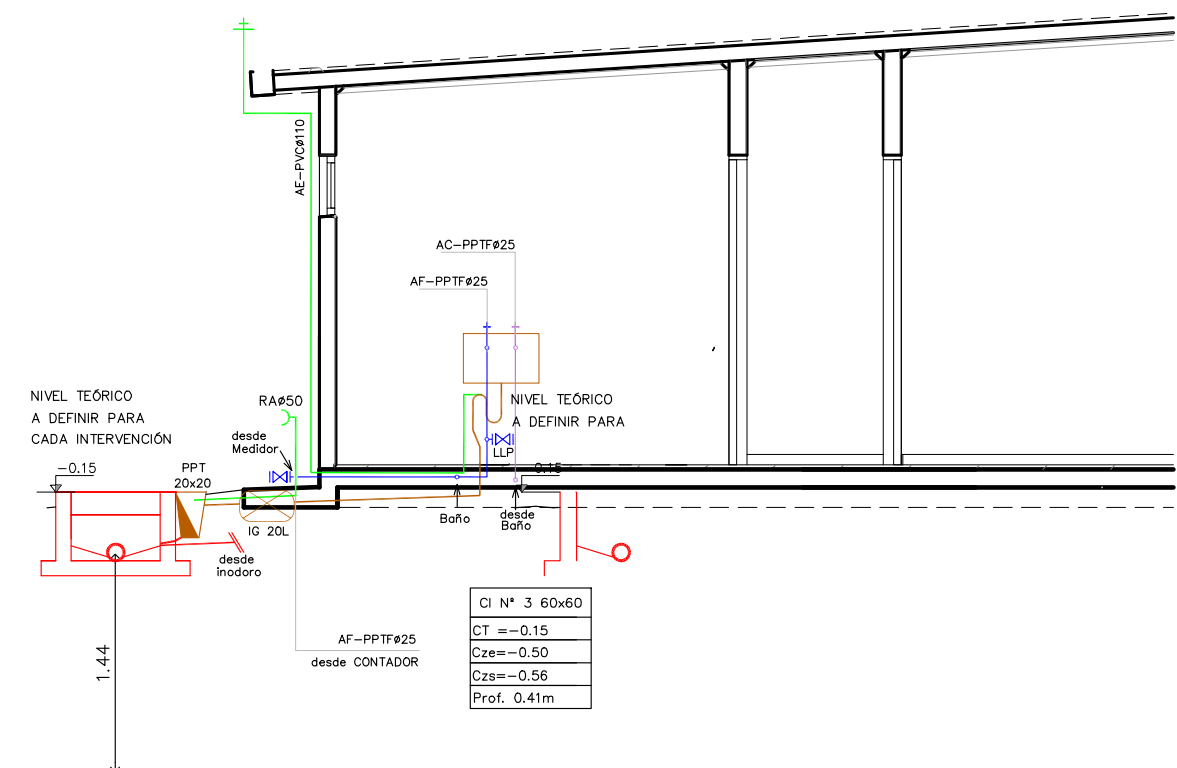 AE-PVCø110
AC-PPTFø25
AF-PPTFø25
NIVEL TEÓRICO
A DEFINIR PARA
CADA INTERVENCIÓN
RAø50
NIVEL TEÓRICO
A DEFINIR PARA
desde
Medidor
LLP
-0.15
PPT
20x20
-0.15
IG 20L
Baño
desde
Baño
desde
inodoro
1.44
AF-PPTFø25
desde CONTADOR
CI Nº 3 60x60
CT =-0.15
Cze=-0.50
Czs=-0.56
Prof. 0.41m